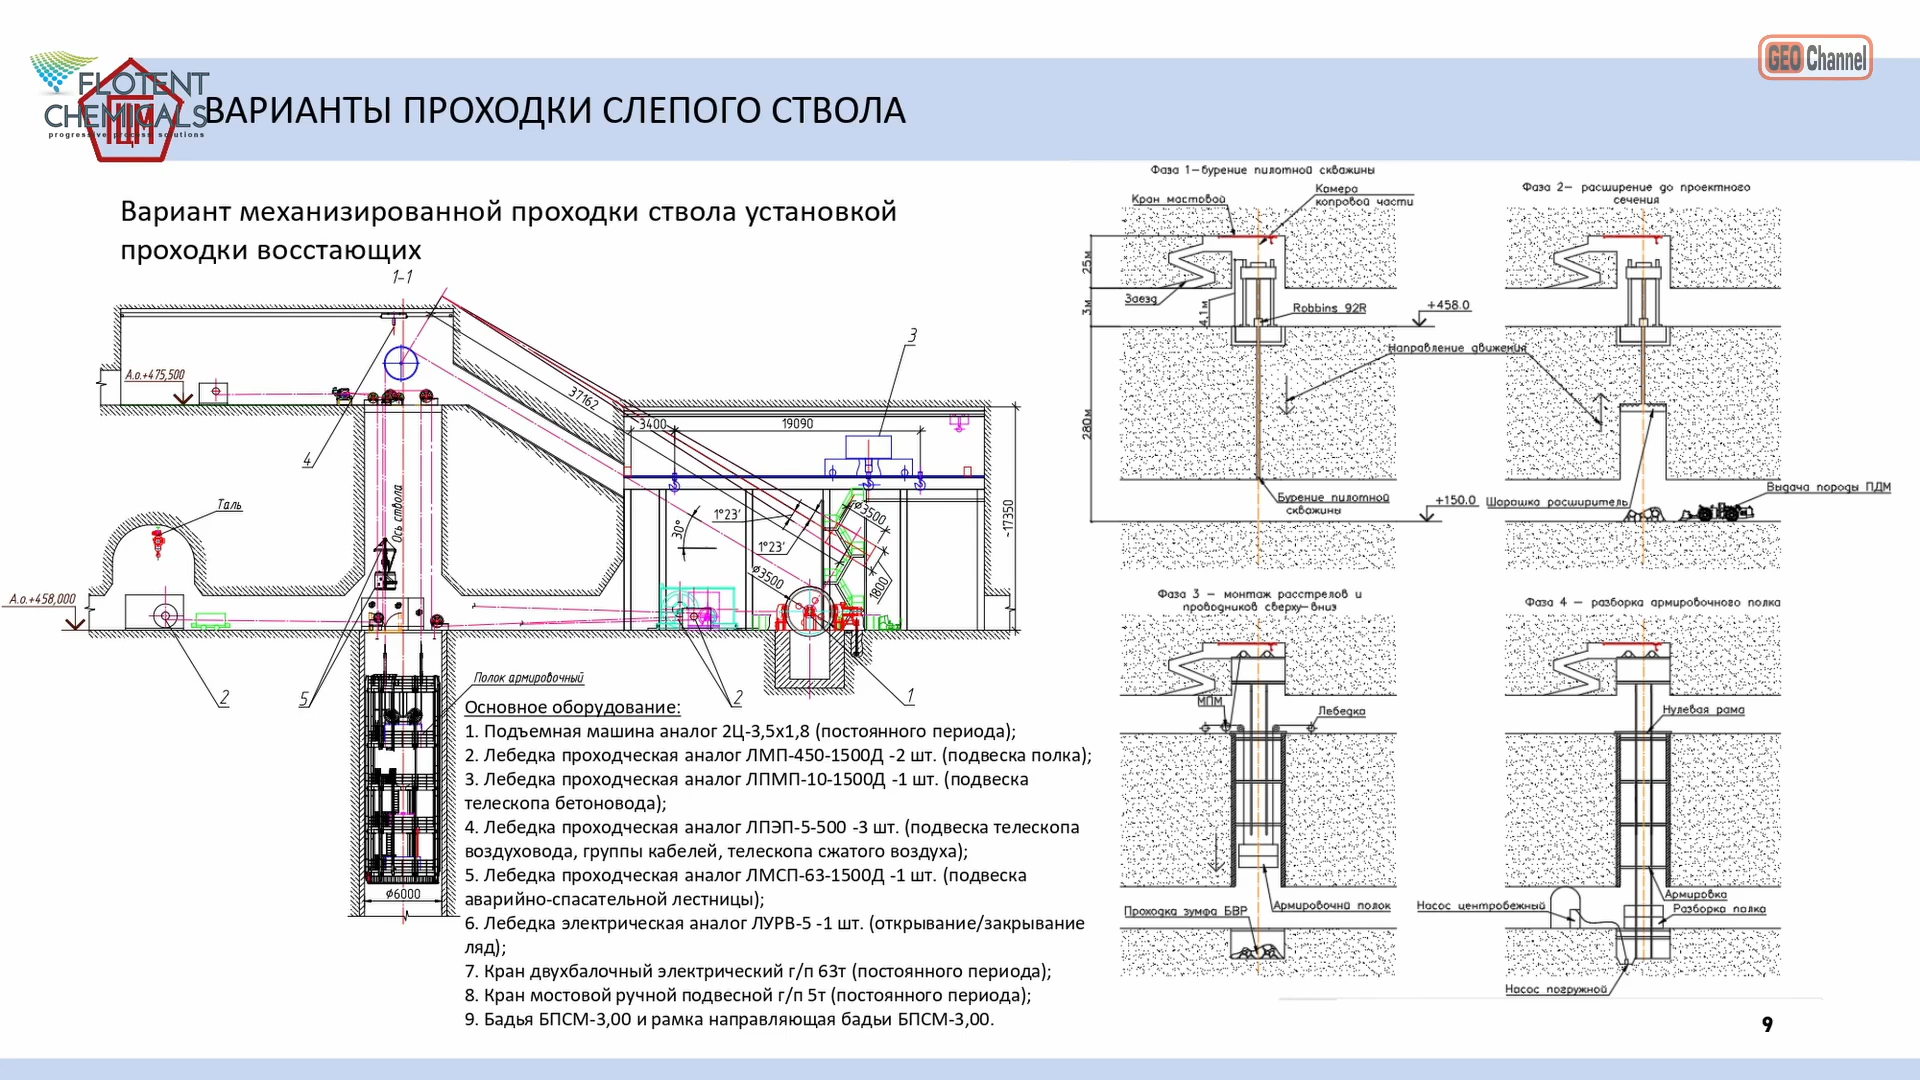 FLOTENT
CHEMICALS
progressive process solutions
ПЦМ
GEO Channel
ВАРИАНТЫ ПРОХОДКИ СЛЕПОГО СТВОЛА
Вариант механизированной проходки ствола установкой
проходки восстающих
1-1
А.о.+475,500
4
37162
3
3400
19090
Таль
Ось ствола
30°
1°23'
1°23'
ø3500
ø3500
1800
~17350
А.о.+458,000
2
5
Полок армировочный
2
1
ø6000
Основное оборудование:
1. Подъемная машина аналог 2Ц-3,5х1,8 (постоянного периода);
2. Лебедка проходческая аналог ЛМП-450-1500Д -2 шт. (подвеска полка);
3. Лебедка проходческая аналог ЛПМП-10-1500Д -1 шт. (подвеска
телескопа бетоновода);
4. Лебедка проходческая аналог ЛПЭП-5-500 -3 шт. (подвеска телескопа
воздуховода, группы кабелей, телескопа сжатого воздуха);
5. Лебедка проходческая аналог ЛМСП-63-1500Д -1 шт. (подвеска
аварийно-спасательной лестницы);
6. Лебедка электрическая аналог ЛУРВ-5 -1 шт. (открывание/закрывание
ляд);
7. Кран двухбалочный электрический г/п 63т (постоянного периода);
8. Кран мостовой ручной подвесной г/п 5т (постоянного периода);
9. Бадья БПСМ-3,00 и рамка направляющая бадьи БПСМ-3,00.
Фаза 1-бурение пилотной скважины
Кран мастовой
Камера
копровой части
25м
Заезд
3м
4,1м
Robbins 92R
+458.0
Направление движения
280м
Бурение пилотной
скважины
+150.0
Фаза 2- расширение до проектного
сечения
Шорашка расширитель
Выдача породы ПДМ
Фаза 3 - монтаж расстрелов и
проводников сверху-вниз
МПМ
Лебедка
Проходка зумфа БВР
Армировочн полок
Фаза 4 - разборка армировочного полка
Нулевая рама
Насос центробежный
Армировка
Разборка полка
Насос погружной
9